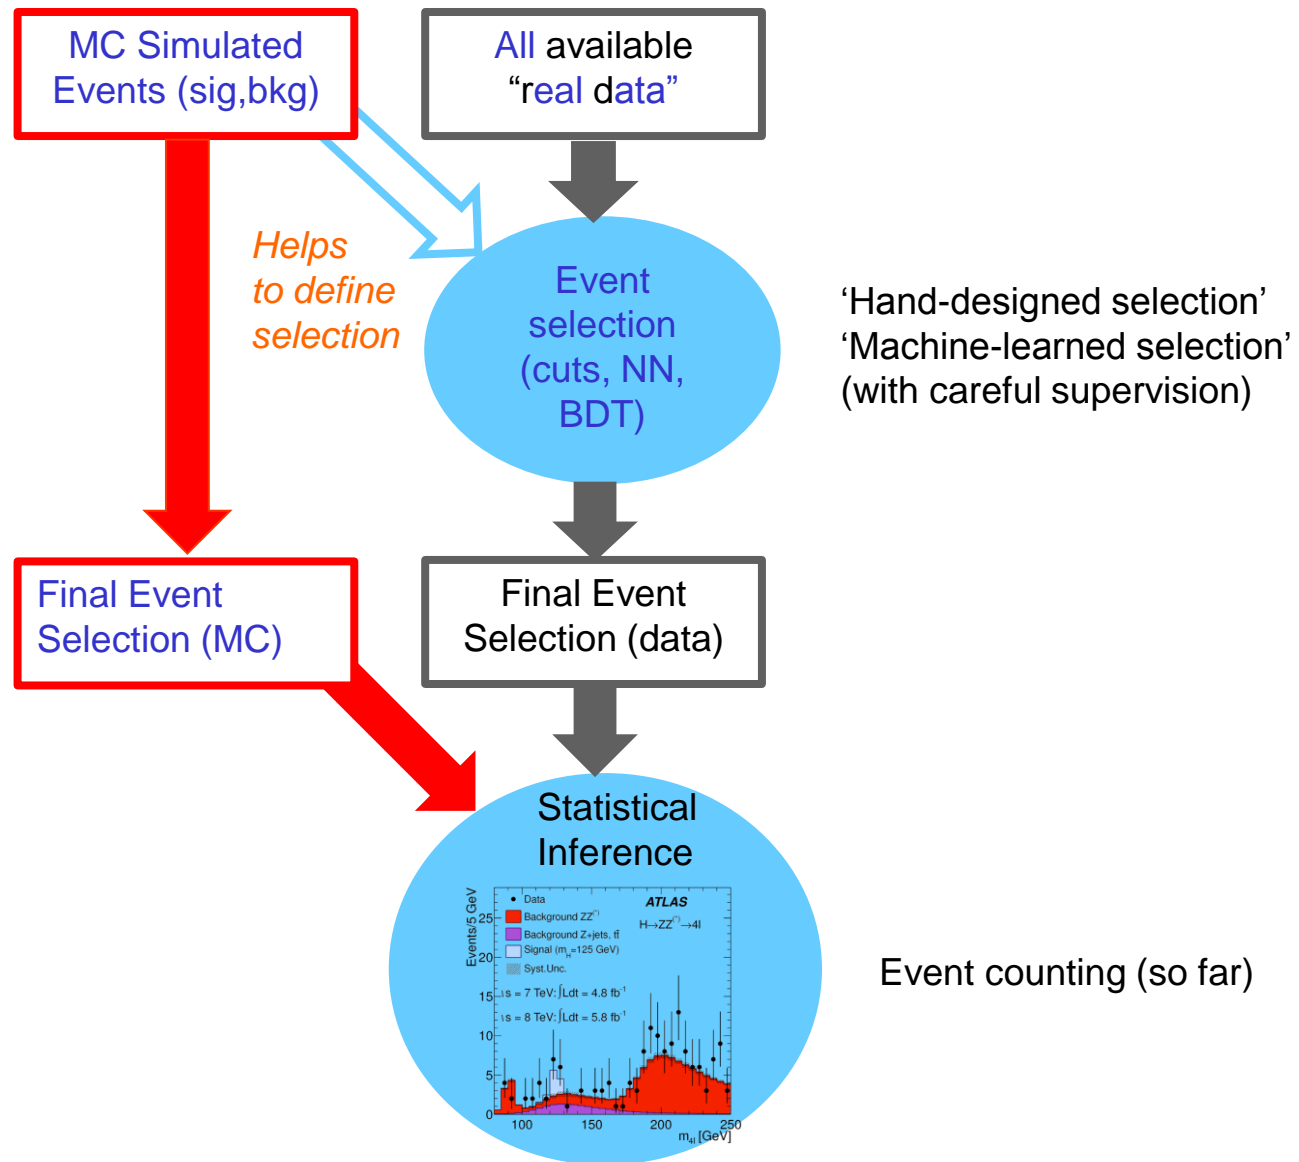 MC Simulated
Events (sig,bkg)
All available
“real data”
Helps
to define
selection
Event
selection
(cuts, NN,
BDT)
‘Hand-designed selection’
‘Machine-learned selection’
(with careful supervision)
Final Event
Selection (MC)
Final Event
Selection (data)
Statistical
Inference
Events/5 GeV
Data
ATLAS
Background ZZ(*)
H→ZZ(*)→4l
Background Z+jets, tt̄
Signal (mH=125 GeV)
Syst.Unc.
√s = 7 TeV: ∫Ldt = 4.8 fb-1
√s = 8 TeV: ∫Ldt = 5.8 fb-1
25
20
15
10
5
0
100 150 200 250
m4l [GeV]
Event counting (so far)